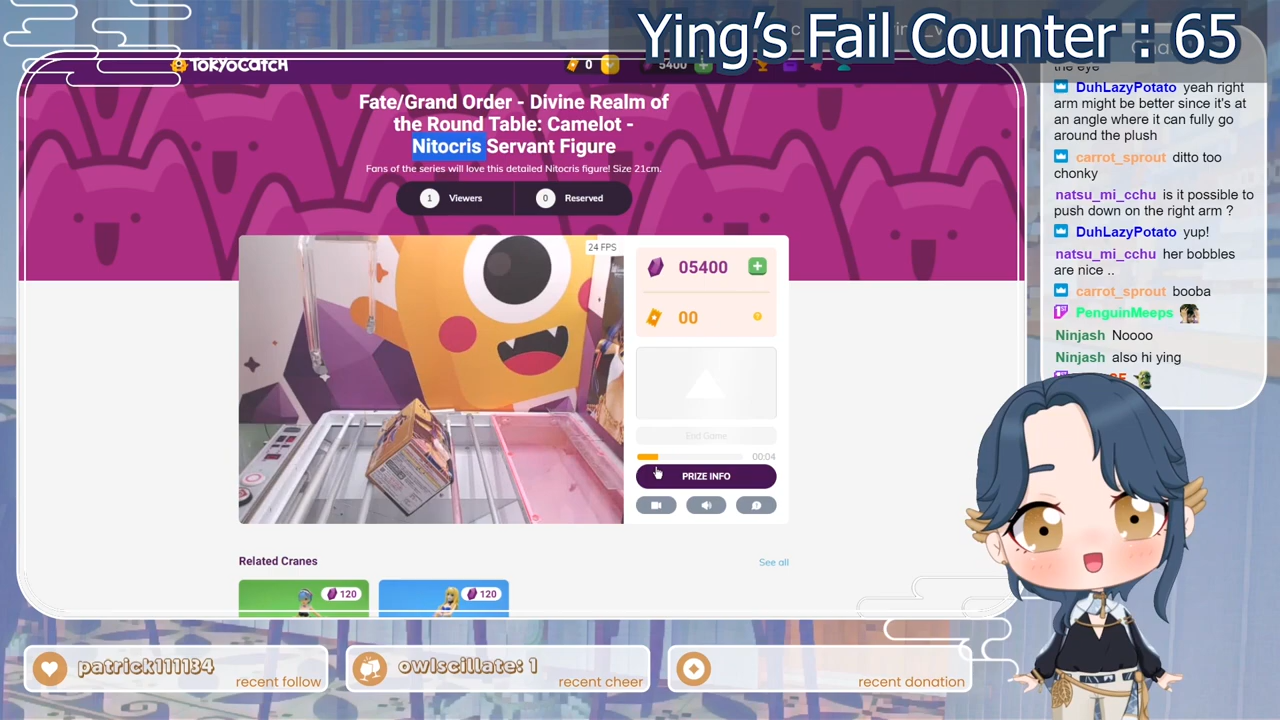 Ying's Fail Counter : 65
TOKYOCATCH
0
5400
Fate/Grand Order - Divine Realm of
the Round Table: Camelot -
Nitocris Servant Figure
Fans of the series will love this detailed Nitocris figure! Size 21cm.
1 Viewers
0 Reserved
24 FPS
05400
00
End Game
00:04
PRIZE INFO
Related Cranes
See all
120
120
the eye
DuhLazyPotato yeah right
arm might be better since it's at
an angle where it can fully go
around the plush
carrot_sprout ditto too
chonky
natsu_mi_cchu is it possible to
push down on the right arm ?
DuhLazyPotato yup!
natsu_mi_cchu her bobbles
are nice ..
carrot_sprout booba
PenguinMeeps
Ninjash Noooo
Ninjash also hi ying
patrick111134
recent follow
owlscillate: 1
recent cheer
recent donation